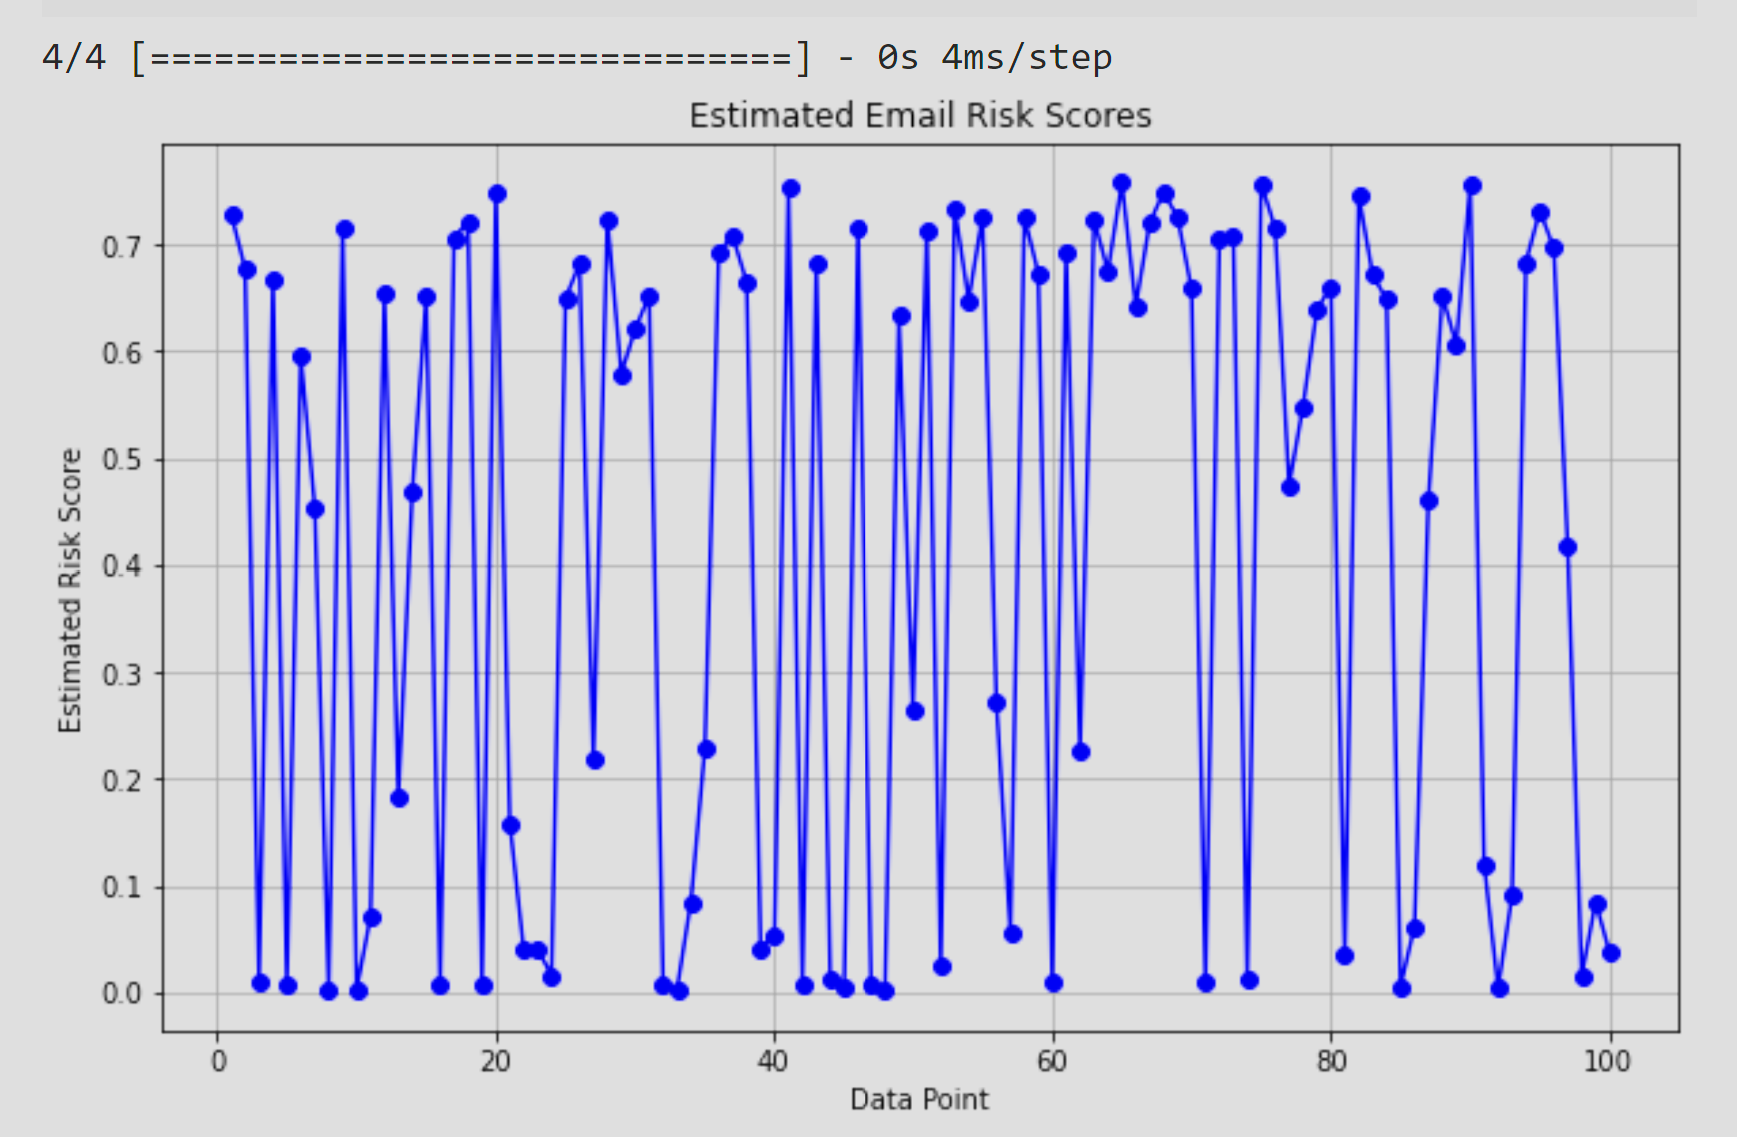 4/4 [==============================] - 0s 4ms/step
Estimated Email Risk Scores
Estimated Risk Score
0.7
0.6
0.5
0.4
0.3
0.2
0.1
0.0
0 20 40 60 80 100
Data Point